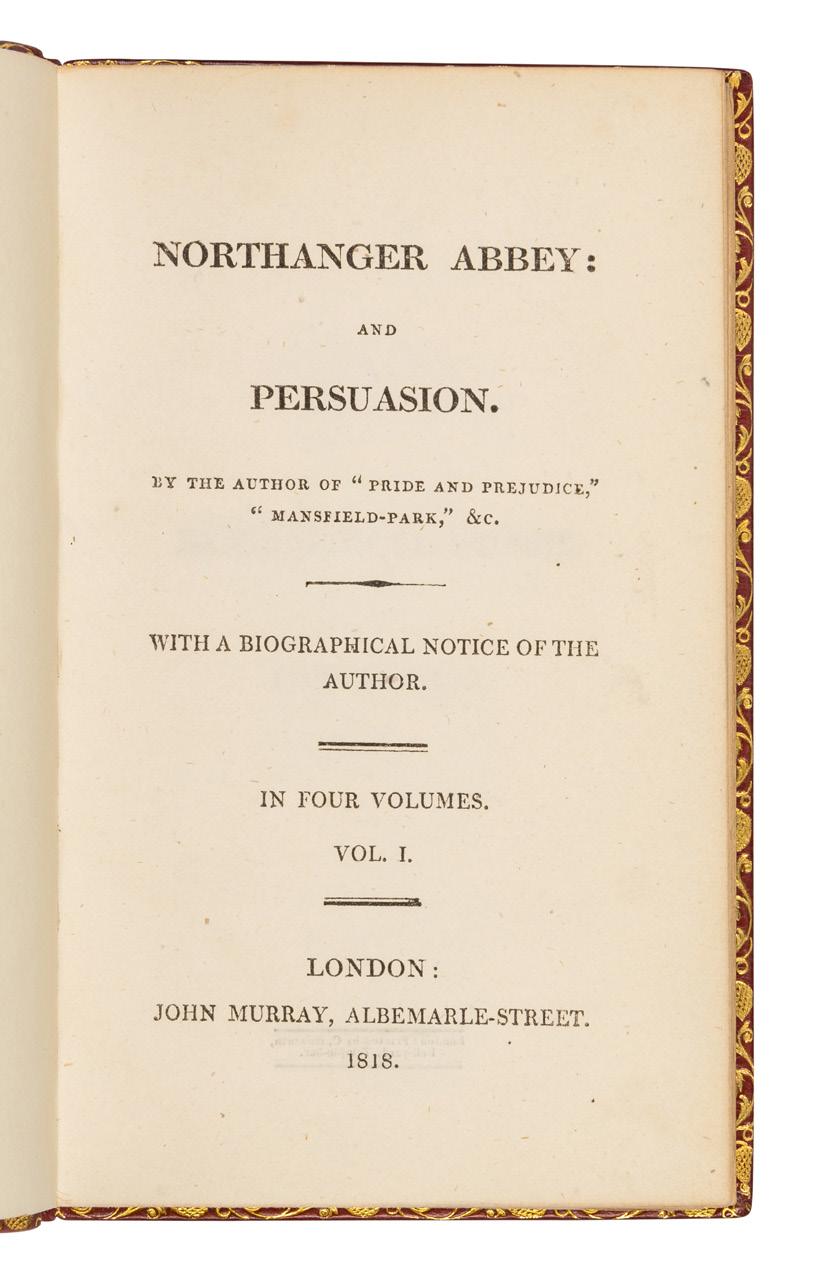 NORTHANGER ABBEY:
AND
PERSUASION.
BY THE AUTHOR OF “ PRIDE AND PREJUDICE,”
“ MANSFIELD-PARK,” &C.
WITH A BIOGRAPHICAL NOTICE OF THE
AUTHOR.
IN FOUR VOLUMES.
VOL. I.
LONDON:
JOHN MURRAY, ALBEMARLE-STREET.
1818.